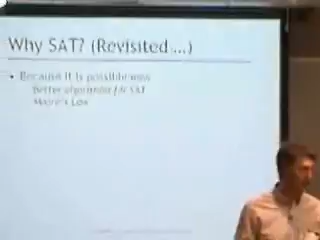 Why SAT? (Revisited ...)
• Because it is possible now
Better algorithms for SAT
Moore's Law